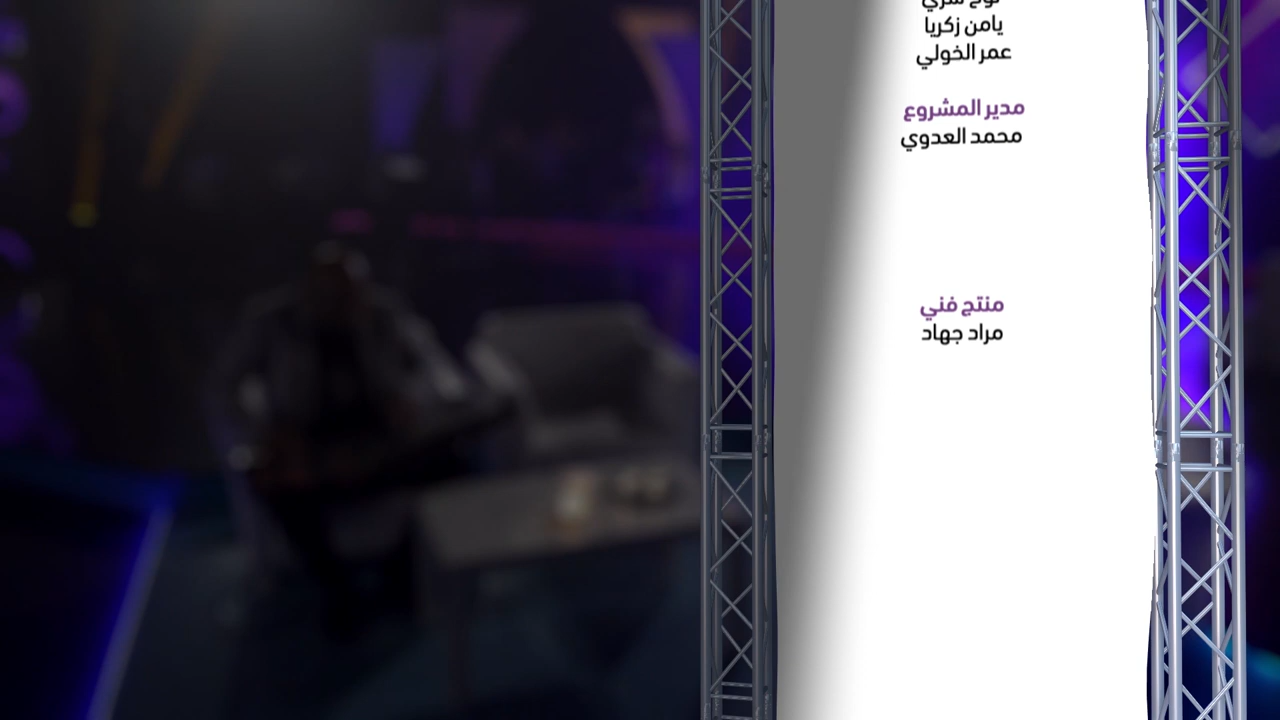 يامن زكريا
عمر الخولي
مدير المشروع
محمد العدوي
منتج فني
مراد جهاد